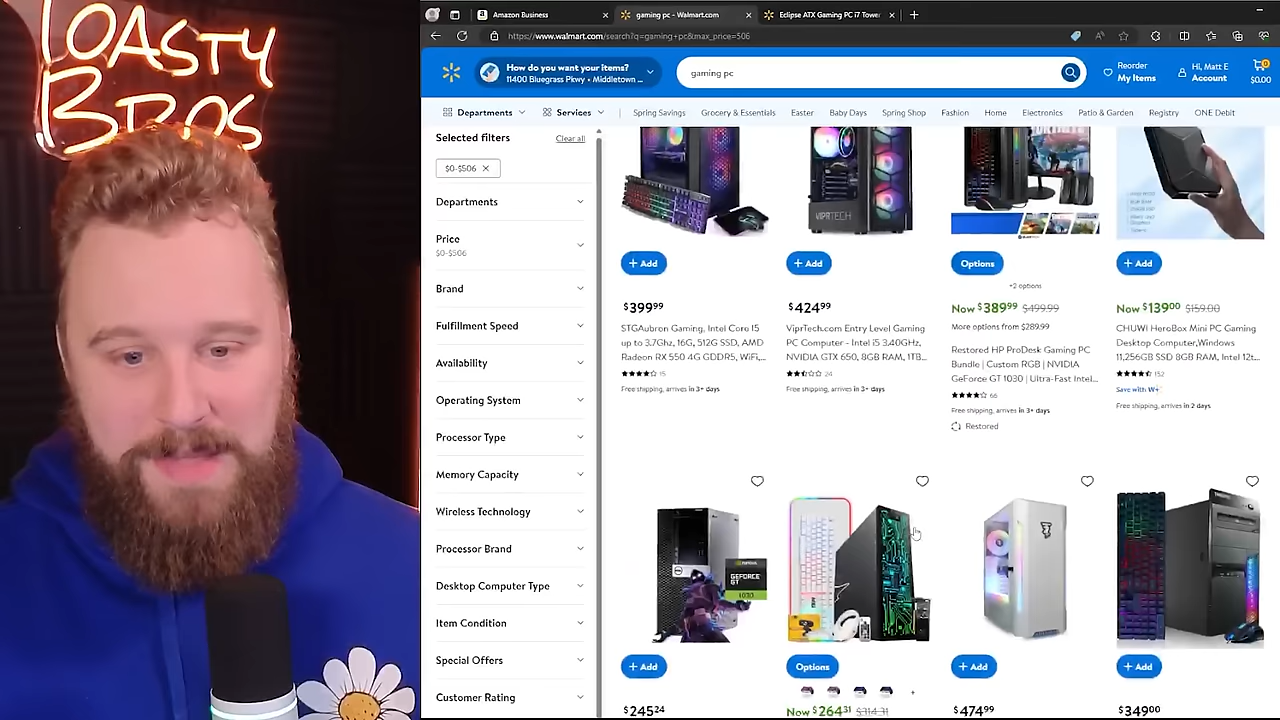 TOASTY
BROS
Amazon Business
gaming pc - Walmart.com
Eclipse ATX Gaming PC i7 Tower
https://www.walmart.com/search?q=gaming+pc&max_price=506
How do you want your items?
11400 Bluegrass Pkwy • Middletown ...
gaming pc
Reorder
My Items
Hi, Matt E
Account
0
$0.00
Departments
Services
Spring Savings
Grocery & Essentials
Easter
Baby Days
Spring Shop
Fashion
Home
Electronics
Patio & Garden
Registry
ONE Debit
Selected filters
Clear all
$0-$506
Departments
Price
$0-$506
Brand
Fulfillment Speed
Availability
Operating System
Processor Type
Memory Capacity
Wireless Technology
Processor Brand
Desktop Computer Type
Item Condition
Special Offers
Customer Rating
VIPRTECH
+ Add
+ Add
Options
+ Add
+2 options
$399.99
STGAubron Gaming, Intel Core I5
up to 3.7Ghz, 16G, 512G SSD, AMD
Radeon RX 550 4G GDDR5, WiFi,...
15
Free shipping, arrives in 3+ days
$424.99
ViprTech.com Entry Level Gaming
PC Computer - Intel i5 3.40GHz,
NVIDIA GTX 650, 8GB RAM, 1TB...
24
Free shipping, arrives in 3+ days
Now $389.99 $499.99
More options from $289.99
Restored HP ProDesk Gaming PC
Bundle | Custom RGB | NVIDIA
GeForce GT 1030 | Ultra-Fast Intel...
66
Free shipping, arrives in 3+ days
Restored
Now $139.00 $159.00
CHUWI HeroBox Mini PC Gaming
Desktop Computer,Windows
11,256GB SSD 8GB RAM, Intel 12t...
152
Save with W+
Free shipping, arrives in 2 days
GEFORCE
GT
1030
+ Add
Options
+ Add
+ Add
+
$245.24
Now $264.31 $314.31
$474.99
$349.00